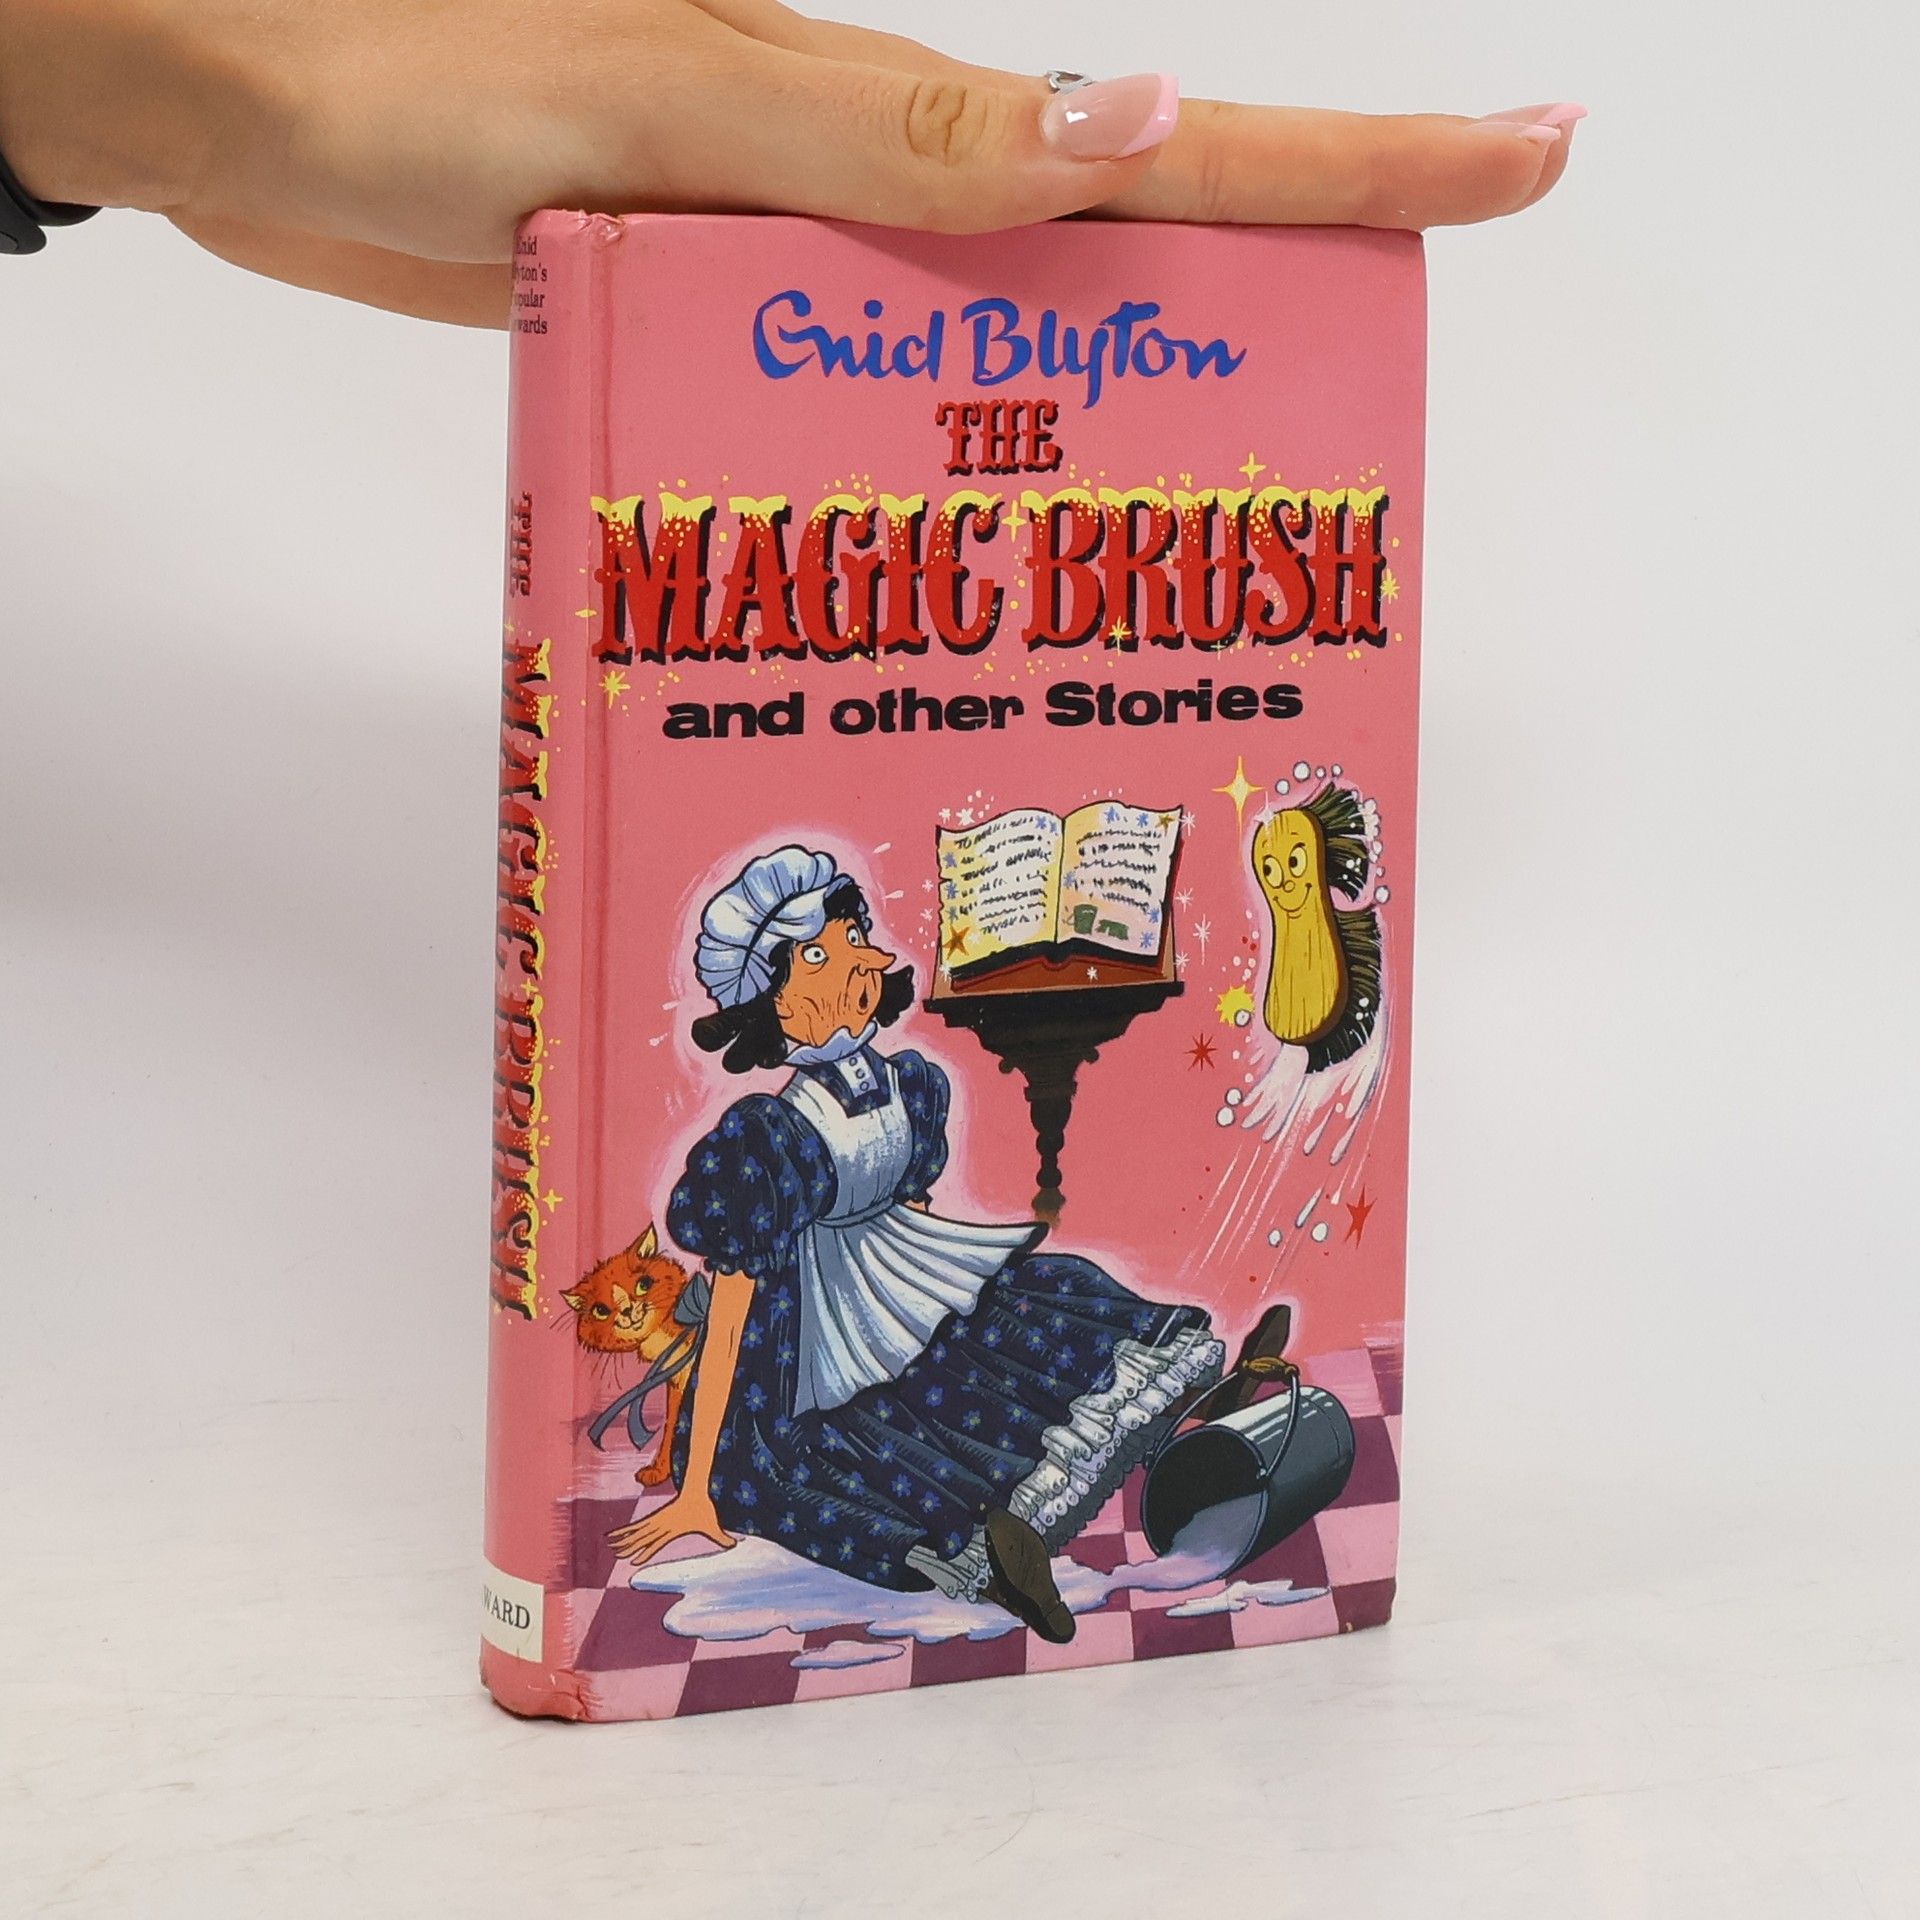 Enid Blyton
THE
MAGIC BRUSH
and other Stories
THE MAGIC BRUSH